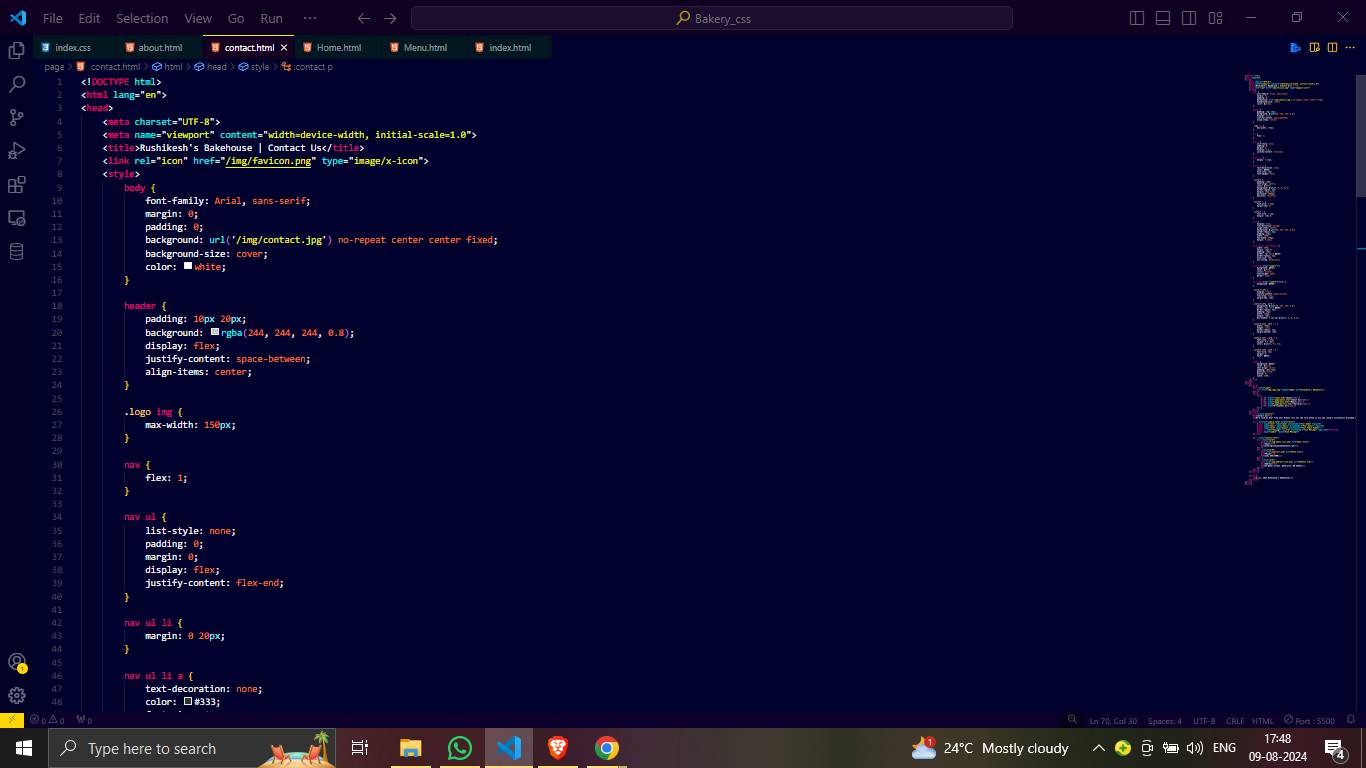 File Edit Selection View Go Run ···
Bakery_css
index.css about.html contact.html Home.html Menu.html index.html
page > contact.html > html > head > style > .contact p
1 <!DOCTYPE html>
2 <html lang="en">
3 <head>
4 <meta charset="UTF-8">
5 <meta name="viewport" content="width=device-width, initial-scale=1.0">
6 <title>Rushikesh's Bakehouse | Contact Us</title>
7 <link rel="icon" href="/img/favicon.png" type="image/x-icon">
8 <style>
9 body {
10 font-family: Arial, sans-serif;
11 margin: 0;
12 padding: 0;
13 background: url('/img/contact.jpg') no-repeat center center fixed;
14 background-size: cover;
15 color: white;
16 }
17
18 header {
19 padding: 10px 20px;
20 background: rgba(244, 244, 244, 0.8);
21 display: flex;
22 justify-content: space-between;
23 align-items: center;
24 }
25
26 .logo img {
27 max-width: 150px;
28 }
29
30 nav {
31 flex: 1;
32 }
33
34 nav ul {
35 list-style: none;
36 padding: 0;
37 margin: 0;
38 display: flex;
39 justify-content: flex-end;
40 }
41
42 nav ul li {
43 margin: 0 20px;
44 }
45
46 nav ul li a {
47 text-decoration: none;
48 color: #333;
1
0 0 0
Ln 70, Col 30 Spaces: 4 UTF-8 CRLF HTML Port : 5500
Type here to search
1 24°C Mostly cloudy
ENG
17:48
09-08-2024
4